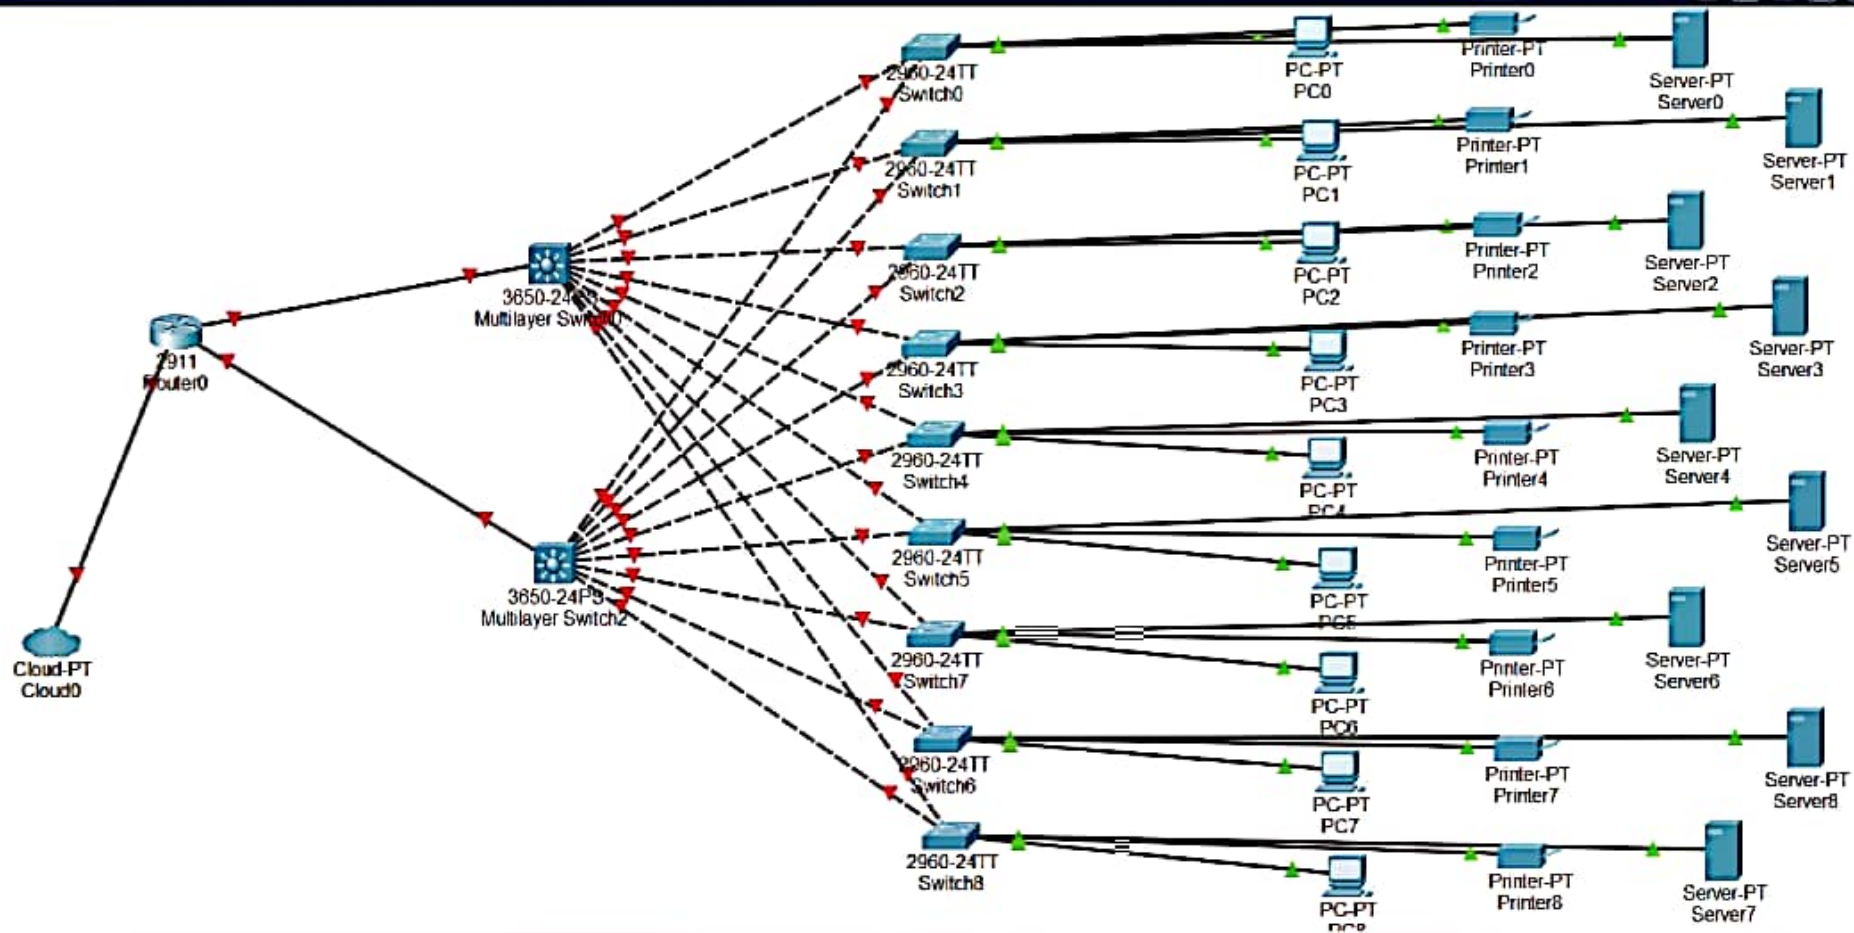 2960-24TT
Switch0
PC-PT
PC0
Printer-PT
Printer0
Server-PT
Server0
2960-24TT
Switch1
PC-PT
PC1
Printer-PT
Printer1
Server-PT
Server1
2960-24TT
Switch2
PC-PT
PC2
Printer-PT
Printer2
Server-PT
Server2
3650-24PS
Multilayer Switch0
2911
Router0
2960-24TT
Switch3
PC-PT
PC3
Printer-PT
Printer3
Server-PT
Server3
2960-24TT
Switch4
PC-PT
PC4
Printer-PT
Printer4
Server-PT
Server4
2960-24TT
Switch5
PC-PT
PC5
Printer-PT
Printer5
Server-PT
Server5
3650-24PS
Multilayer Switch2
Cloud-PT
Cloud0
2960-24TT
Switch7
PC-PT
PC6
Printer-PT
Printer6
Server-PT
Server6
2960-24TT
Switch6
PC-PT
PC7
Printer-PT
Printer7
Server-PT
Server8
2960-24TT
Switch8
PC-PT
Printer-PT
Printer8
Server-PT
Server7